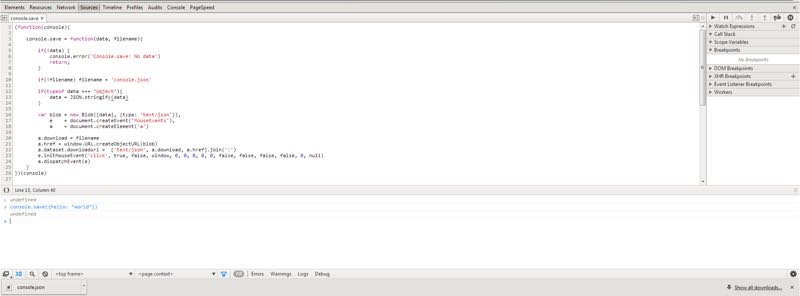 Elements Resources Network Sources Timeline Profiles Audits Console PageSpeed
console.save ×
Watch Expressions
Call Stack
Scope Variables
Breakpoints
No Breakpoints
DOM Breakpoints
XHR Breakpoints
Event Listener Breakpoints
Workers
1 (function(console){
2
3 console.save = function(data, filename){
4
5 if(!data) {
6 console.error('Console.save: No data')
7 return;
8 }
9
10 if(!filename) filename = 'console.json'
11
12 if(typeof data === "object"){
13 data = JSON.stringify(data)
14 }
15
16 var blob = new Blob([data], {type: 'text/json'}),
17 e = document.createEvent('MouseEvents'),
18 a = document.createElement('a')
19
20 a.download = filename
21 a.href = window.URL.createObjectURL(blob)
22 a.dataset.downloadurl = ['text/json', a.download, a.href].join(':')
23 e.initMouseEvent('click', true, false, window, 0, 0, 0, 0, 0, false, false, false, false, 0, null)
24 a.dispatchEvent(e)
25 }
26 })(console)
27
{} Line 13, Column 40
undefined
> console.save({hello: "world"})
undefined
>
<top frame> <page context> All Errors Warnings Logs Debug
console.json
Show all downloads...